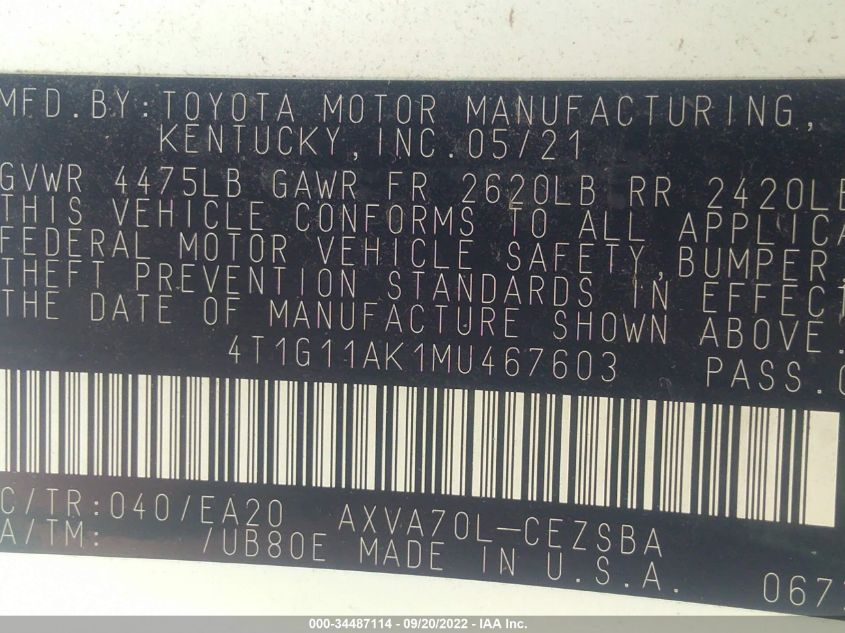 MFD.BY:TOYOTA MOTOR MANUFACTURING,
KENTUCKY,INC.05/21
GVWR 4475LB GAWR FR 2620LB RR 2420LB
THIS VEHICLE CONFORMS TO ALL APPLICA
FEDERAL MOTOR VEHICLE SAFETY,BUMPER,
THEFT PREVENTION STANDARDS IN EFFECT
THE DATE OF MANUFACTURE SHOWN ABOVE.
4T1G11AK1MU467603 PASS.C
C/TR:040/EA20 AXVA70L-CEZSBA
A/TM: /UB80E MADE IN U.S.A.
000-34487114 - 09/20/2022 - IAA Inc.